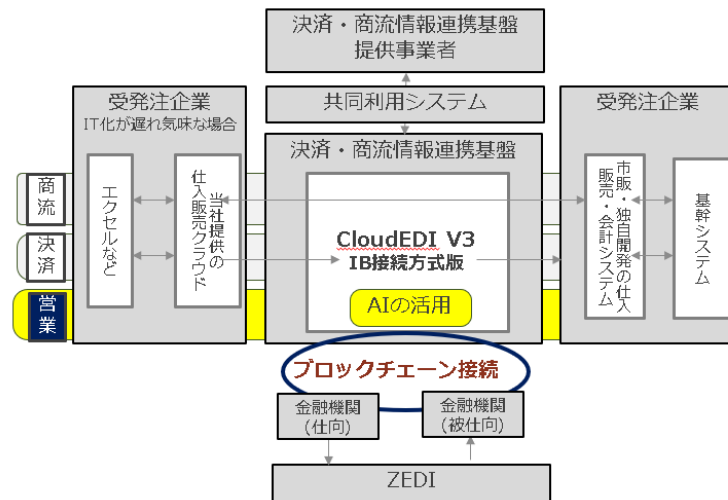 決済・商流情報連携基盤
提供事業者
共同利用システム
受発注企業
IT化が遅れ気味な場合
決済・商流情報連携基盤
受発注企業
商流
決済
営業
エクセルなど
当社提供の
仕入販売クラウド
CloudEDI V3
IB接続方式版
AIの活用
市販・独自開発の仕入
販売・会計システム
基幹システム
ブロックチェーン接続
金融機関
(仕向)
金融機関
(被仕向)
ZEDI